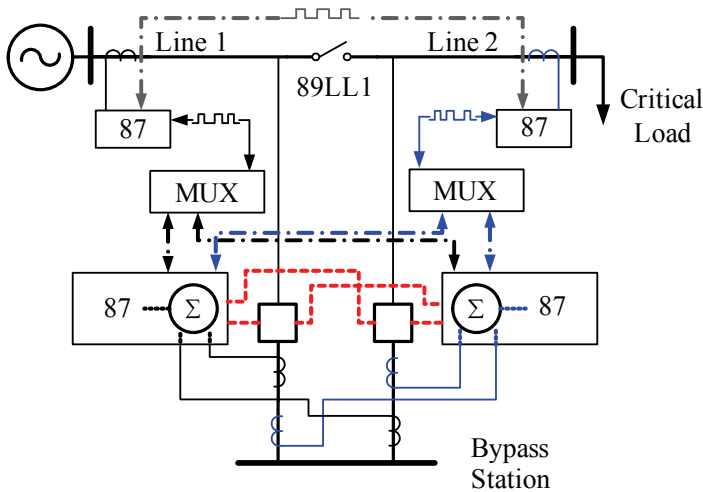 Line 1
Line 2
89LL1
Critical
Load
87
87
MUX
MUX
87
Σ
Σ
87
Bypass
Station